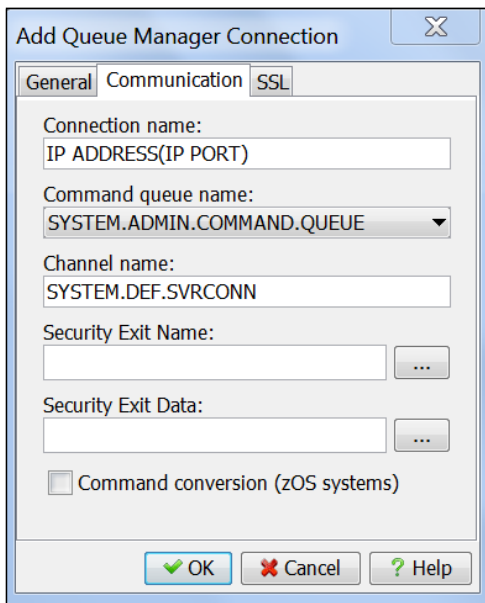 Add Queue Manager Connection
General Communication SSL
Connection name:
IP ADDRESS(IP PORT)
Command queue name:
SYSTEM.ADMIN.COMMAND.QUEUE
Channel name:
SYSTEM.DEF.SVRCONN
Security Exit Name:
...
Security Exit Data:
...
Command conversion (zOS systems)
OK Cancel ? Help